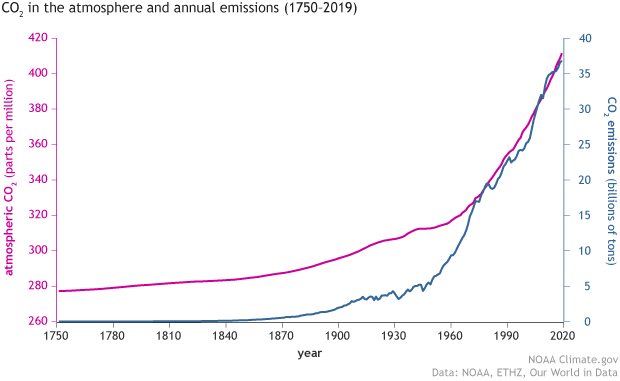 CO2 in the atmosphere and annual emissions (1750-2019)
atmospheric CO2 (parts per million)
420
400
380
360
340
320
300
280
260
40
35
30
25
20
15
10
5
0
CO2 emissions (billions of tons)
1750 1780 1810 1840 1870 1900 1930 1960 1990 2020
year
NOAA Climate.gov
Data: NOAA, ETHZ, Our World in Data